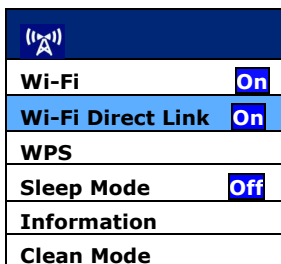 Wi-Fi On
Wi-Fi Direct Link On
WPS
Sleep Mode Off
Information
Clean Mode